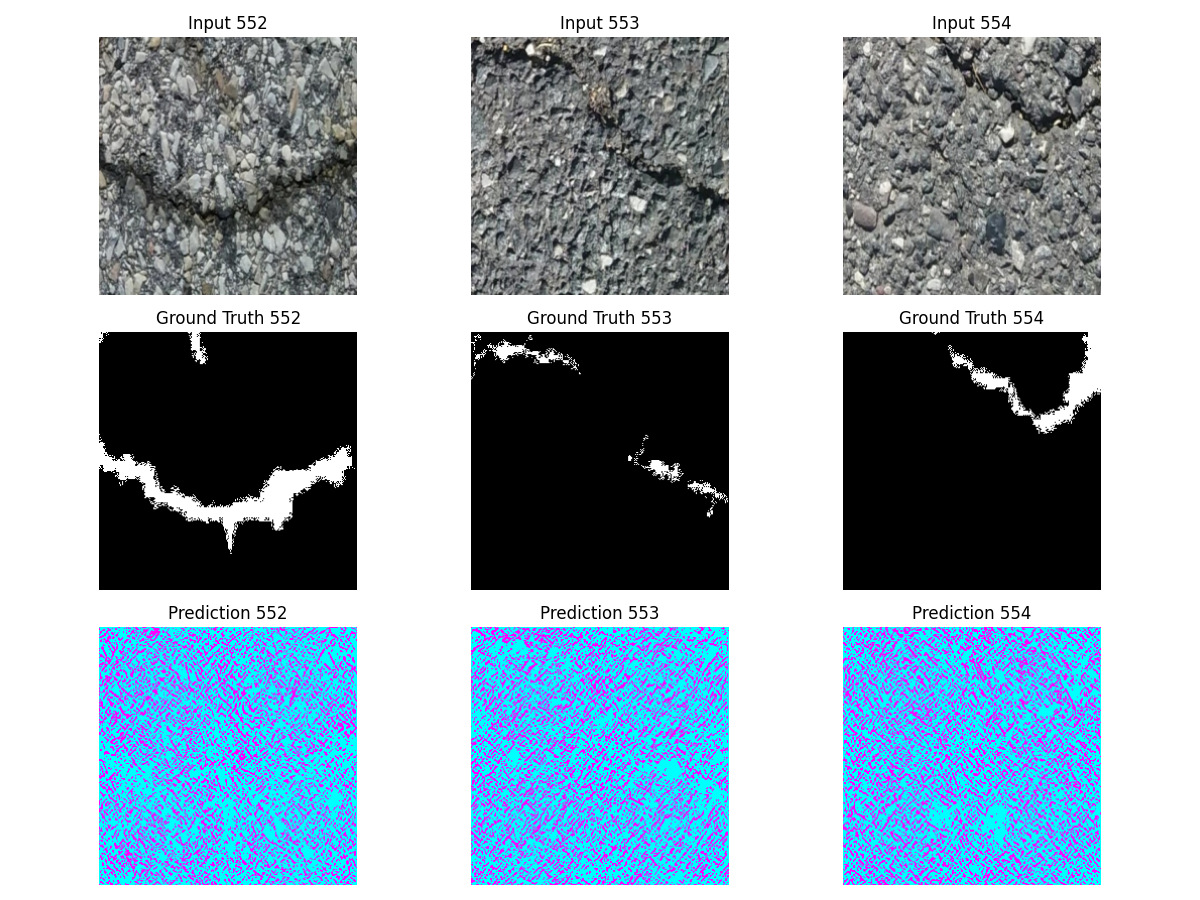 Input 552
Input 553
Input 554
Ground Truth 552
Ground Truth 553
Ground Truth 554
Prediction 552
Prediction 553
Prediction 554